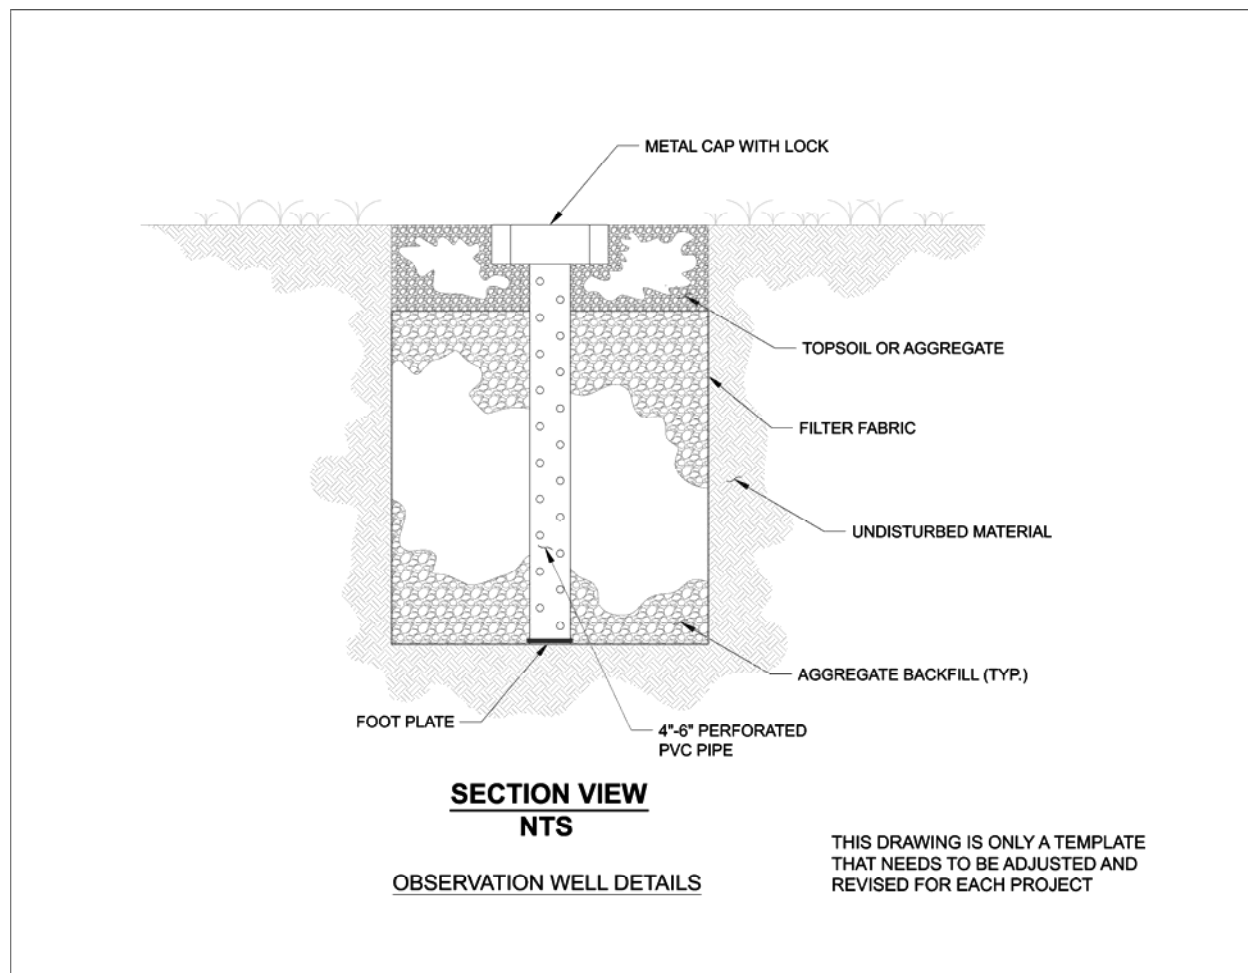 METAL CAP WITH LOCK
TOPSOIL OR AGGREGATE
FILTER FABRIC
UNDISTURBED MATERIAL
AGGREGATE BACKFILL (TYP.)
FOOT PLATE
4"-6" PERFORATED
PVC PIPE
SECTION VIEW
NTS
OBSERVATION WELL DETAILS
THIS DRAWING IS ONLY A TEMPLATE
THAT NEEDS TO BE ADJUSTED AND
REVISED FOR EACH PROJECT